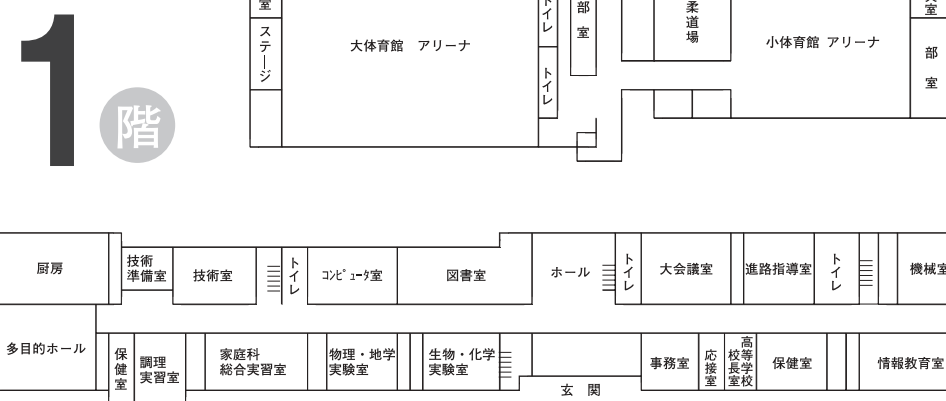 1
階
室
ステージ
大体育館 アリーナ
トイレ
トイレ
部室
柔道場
小体育館 アリーナ
部室
厨房
技術
準備室
技術室
トイレ
コンピュータ室
図書室
ホール
トイレ
大会議室
進路指導室
トイレ
機械室
多目的ホール
保健室
調理
実習室
家庭科
総合実習室
物理・地学
実験室
生物・化学
実験室
玄 関
事務室
応接室
高等学校
校長室
保健室
情報教育室